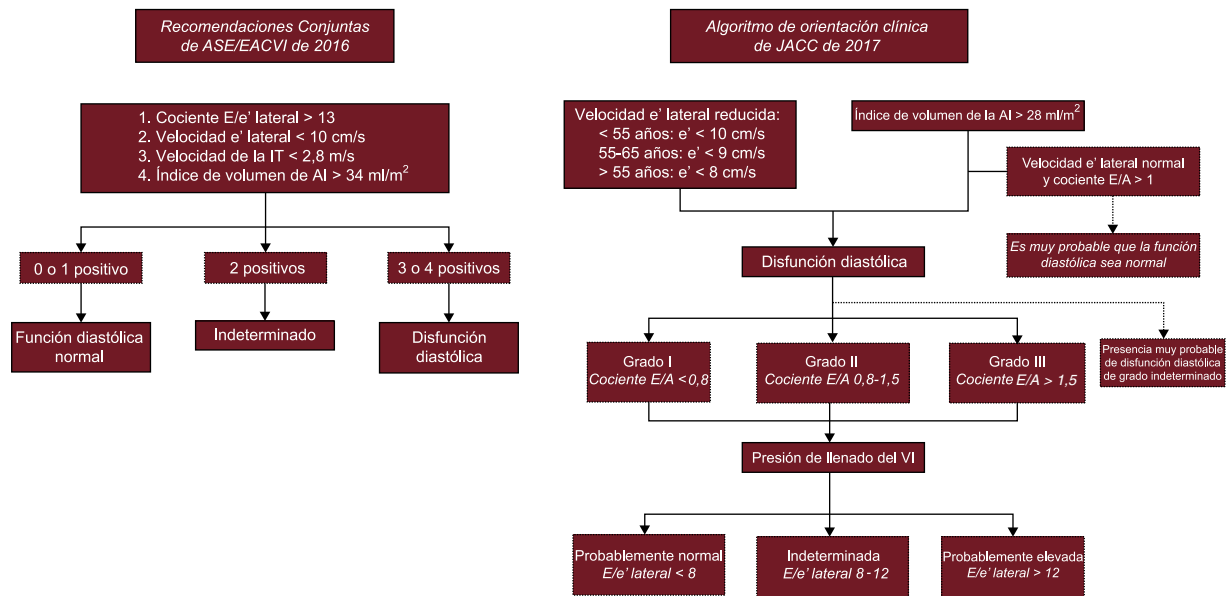 Recomendaciones Conjuntas
de ASE/EACVI de 2016
1. Cociente E/e' lateral > 13
2. Velocidad e' lateral < 10 cm/s
3. Velocidad de la IT < 2,8 m/s
4. Índice de volumen de AI > 34 ml/m²
0 o 1 positivo
2 positivos
3 o 4 positivos
Función diastólica
normal
Indeterminado
Disfunción
diastólica
Algoritmo de orientación clínica
de JACC de 2017
Velocidad e' lateral reducida:
< 55 años: e' < 10 cm/s
55-65 años: e' < 9 cm/s
> 55 años: e' < 8 cm/s
Índice de volumen de la AI > 28 ml/m²
Velocidad e' lateral normal
y cociente E/A > 1
Es muy probable que la función
diastólica sea normal
Disfunción diastólica
Grado I
Cociente E/A < 0,8
Grado II
Cociente E/A 0,8-1,5
Grado III
Cociente E/A > 1,5
Presencia muy probable
de disfunción diastólica
de grado indeterminado
Presión de llenado del VI
Probablemente normal
E/e' lateral < 8
Indeterminada
E/e' lateral 8-12
Probablemente elevada
E/e' lateral > 12